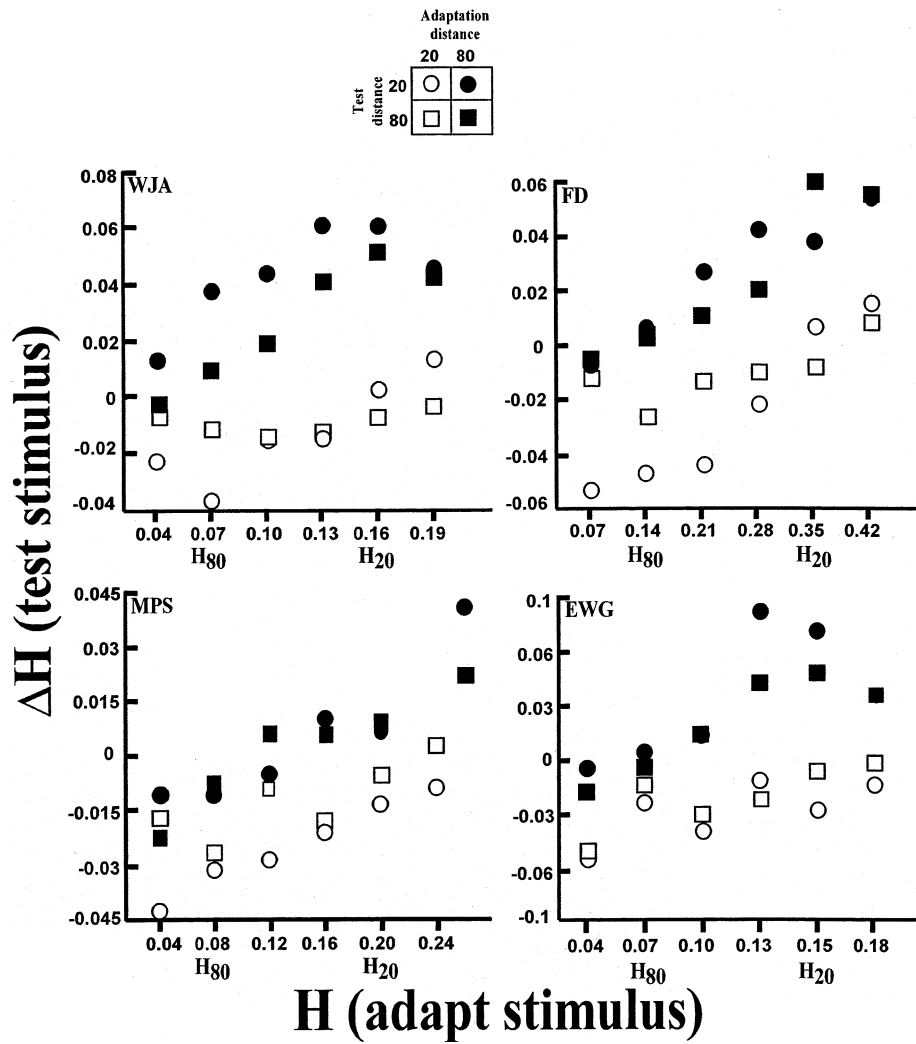 Adaptation
distance
20 80
Test
distance
20
80
WJA
0.08
0.06
0.04
0.02
0
-0.02
-0.04
0.04 0.07 0.10 0.13 0.16 0.19
H80 H20
FD
0.06
0.04
0.02
0
-0.02
-0.04
-0.06
0.07 0.14 0.21 0.28 0.35 0.42
H80 H20
MPS
0.045
0.03
0.015
0
-0.015
-0.03
-0.045
0.04 0.08 0.12 0.16 0.20 0.24
H80 H20
EWG
0.1
0.06
0.03
0
-0.03
-0.06
-0.1
0.04 0.07 0.10 0.13 0.15 0.18
H80 H20
ΔH (test stimulus)
H (adapt stimulus)